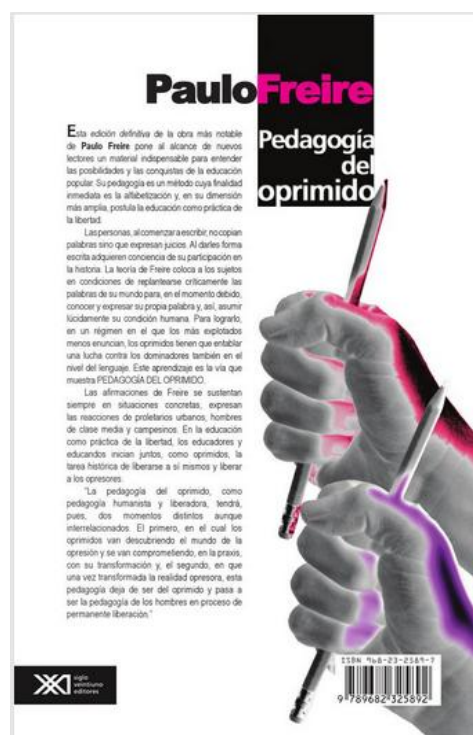 PauloFreire
Pedagogía
del
oprimido
Esta edición definitiva de la obra más notable
de Paulo Freire pone al alcance de nuevos
lectores un material indispensable para entender
las posibilidades y las conquistas de la educación
popular. Su pedagogía es un método cuya finalidad
inmediata es la alfabetización y, en su dimensión
más amplia, postula la educación como práctica de
la libertad.
Las personas, al comenzar a escribir, no copian
palabras sino que expresan juicios. Al darles forma
escrita adquieren conciencia de su participación en
la historia. La teoría de Freire coloca a los sujetos
en condiciones de replantearse críticamente las
palabras de su mundo para, en el momento debido,
conocer y expresar su propia palabra y, así, asumir
lúcidamente su condición humana. Para lograrlo,
en un régimen en el que los más explotados
menos enuncian, los oprimidos tienen que entablar
una lucha contra los dominadores también en el
nivel del lenguaje. Este aprendizaje es la vía que
muestra PEDAGOGÍA DEL OPRIMIDO.
Las afirmaciones de Freire se sustentan
siempre en situaciones concretas, expresan
las reacciones de proletarios urbanos, hombres
de clase media y campesinos. En la educación
como práctica de la libertad, los educadores y
educandos inician juntos, como oprimidos, la
tarea histórica de liberarse a sí mismos y liberar
a los opresores.
"La pedagogía del oprimido, como
pedagogía humanista y liberadora, tendrá,
pues, dos momentos distintos aunque
interrelacionados. El primero, en el cual los
oprimidos van descubriendo el mundo de la
opresión y se van comprometiendo, en la praxis,
con su transformación y, el segundo, en que
una vez transformada la realidad opresora, esta
pedagogía deja de ser del oprimido y pasa a
ser la pedagogía de los hombres en proceso de
permanente liberación."
ISBN 968-23-2589-7
9 789682 325892
XXI siglo
veintiuno
editores